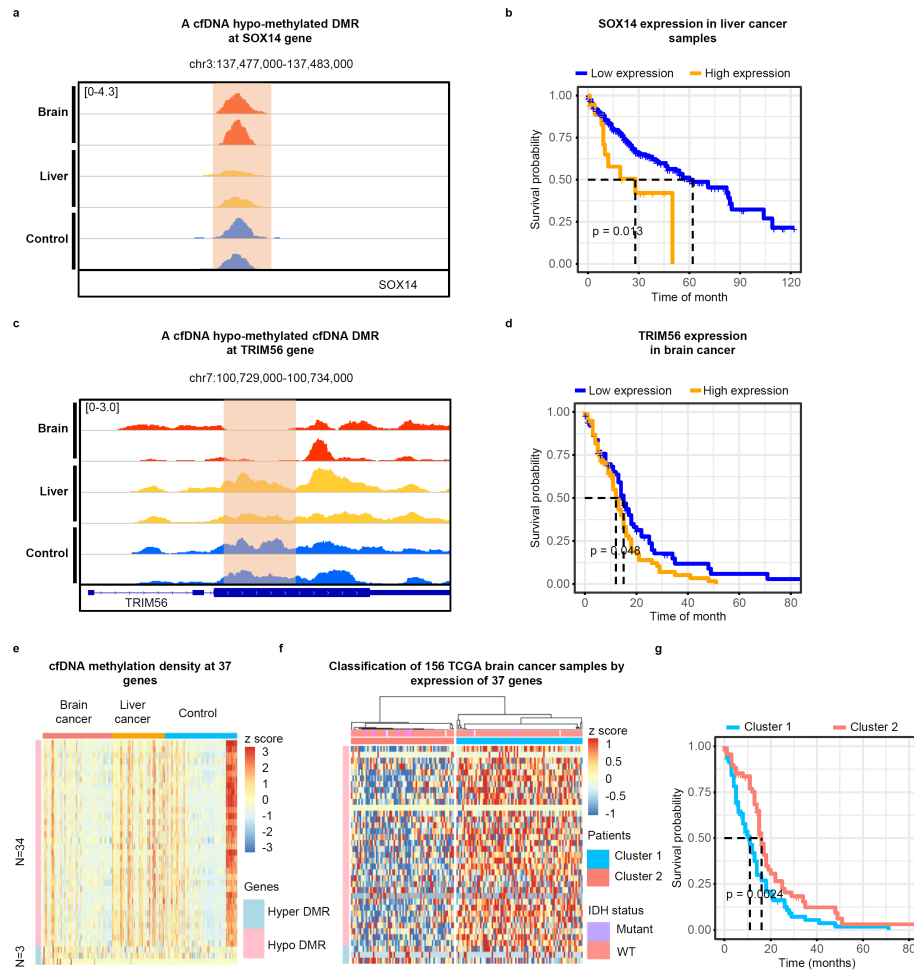 a
A cfDNA hypo-methylated DMR
at SOX14 gene
chr3:137,477,000-137,483,000
[0-4.3]
Brain
Liver
Control
SOX14
b
SOX14 expression in liver cancer
samples
Low expression High expression
Survival probability
1.00
0.75
0.50
0.25
0.00
p = 0.013
0 30 60 90 120
Time of month
c
A cfDNA hypo-methylated cfDNA DMR
at TRIM56 gene
chr7:100,729,000-100,734,000
[0-3.0]
Brain
Liver
Control
TRIM56
d
TRIM56 expression
in brain cancer
Low expression High expression
Survival probability
1.00
0.75
0.50
0.25
0.00
p = 0.048
0 20 40 60 80
Time of month
e
cfDNA methylation density at 37
genes
Brain
cancer
Liver
cancer
Control
N=34
N=3
z score
3
2
1
0
-1
-2
-3
Genes
Hyper DMR
Hypo DMR
f
Classification of 156 TCGA brain cancer samples by
expression of 37 genes
z score
1
0.5
0
-0.5
-1
Patients
Cluster 1
Cluster 2
IDH status
Mutant
WT
g
Cluster 1 Cluster 2
Survival probability
1.00
0.75
0.50
0.25
0.00
p = 0.0024
0 20 40 60 80
Time (months)